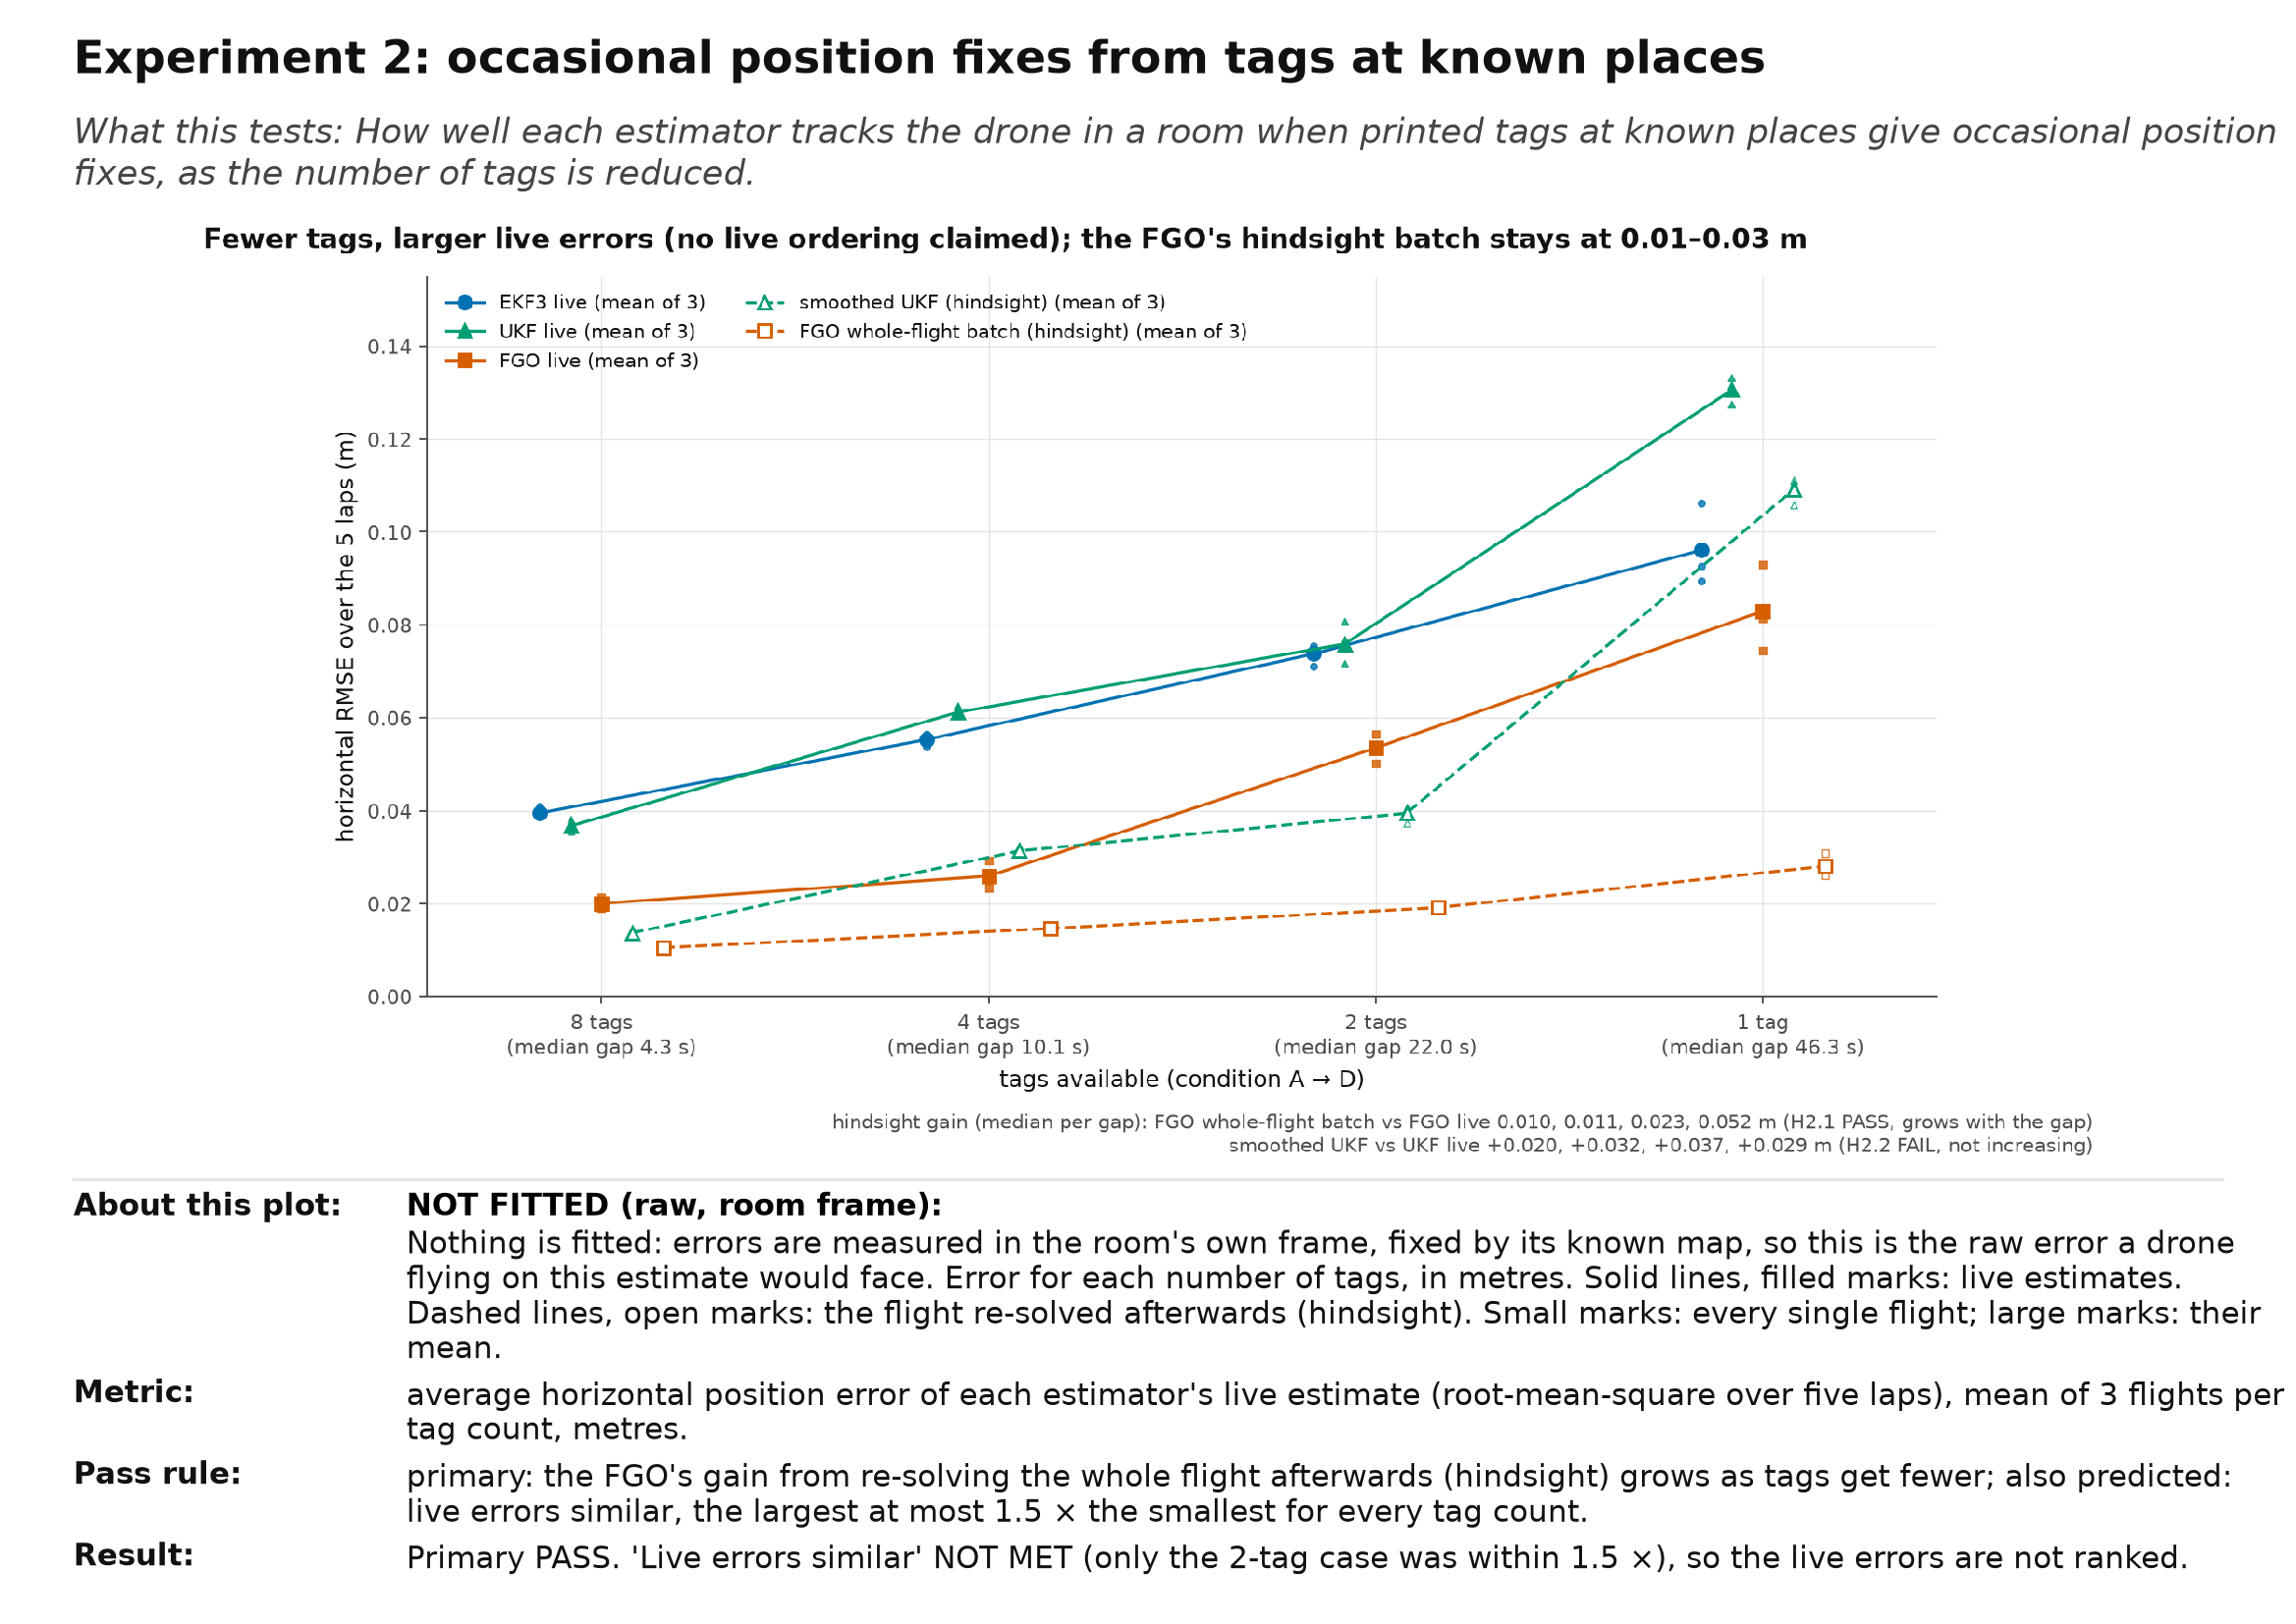 Experiment 2: occasional position fixes from tags at known places
What this tests: How well each estimator tracks the drone in a room when printed tags at known places give occasional position
fixes, as the number of tags is reduced.
Fewer tags, larger live errors (no live ordering claimed); the FGO's hindsight batch stays at 0.01–0.03 m
EKF3 live (mean of 3)
UKF live (mean of 3)
FGO live (mean of 3)
smoothed UKF (hindsight) (mean of 3)
FGO whole-flight batch (hindsight) (mean of 3)
horizontal RMSE over the 5 laps (m)
0.14
0.12
0.10
0.08
0.06
0.04
0.02
0.00
8 tags
(median gap 4.3 s)
4 tags
(median gap 10.1 s)
2 tags
(median gap 22.0 s)
1 tag
(median gap 46.3 s)
tags available (condition A → D)
hindsight gain (median per gap): FGO whole-flight batch vs FGO live 0.010, 0.011, 0.023, 0.052 m (H2.1 PASS, grows with the gap)
smoothed UKF vs UKF live +0.020, +0.032, +0.037, +0.029 m (H2.2 FAIL, not increasing)
About this plot:
NOT FITTED (raw, room frame):
Nothing is fitted: errors are measured in the room's own frame, fixed by its known map, so this is the raw error a drone
flying on this estimate would face. Error for each number of tags, in metres. Solid lines, filled marks: live estimates.
Dashed lines, open marks: the flight re-solved afterwards (hindsight). Small marks: every single flight; large marks: their
mean.
Metric:
average horizontal position error of each estimator's live estimate (root-mean-square over five laps), mean of 3 flights per
tag count, metres.
Pass rule:
primary: the FGO's gain from re-solving the whole flight afterwards (hindsight) grows as tags get fewer; also predicted:
live errors similar, the largest at most 1.5 × the smallest for every tag count.
Result:
Primary PASS. 'Live errors similar' NOT MET (only the 2-tag case was within 1.5 ×), so the live errors are not ranked.